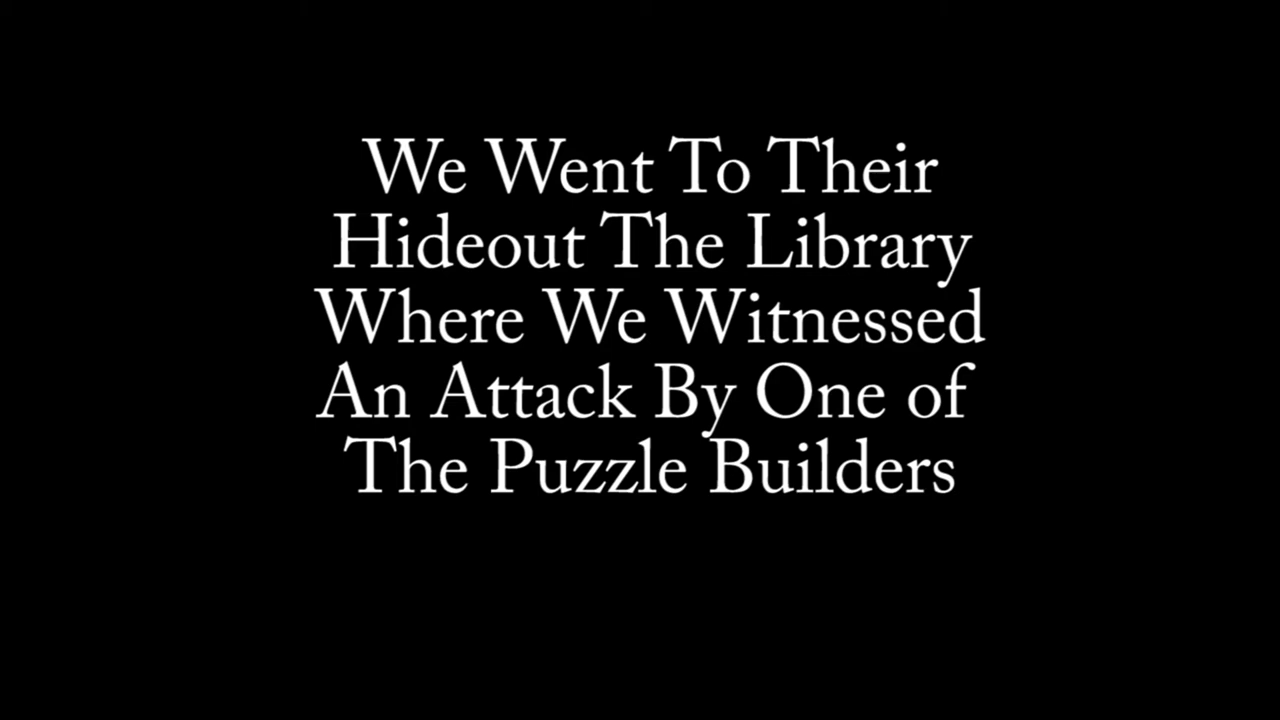 We Went To Their
Hideout The Library
Where We Witnessed
An Attack By One of
The Puzzle Builders